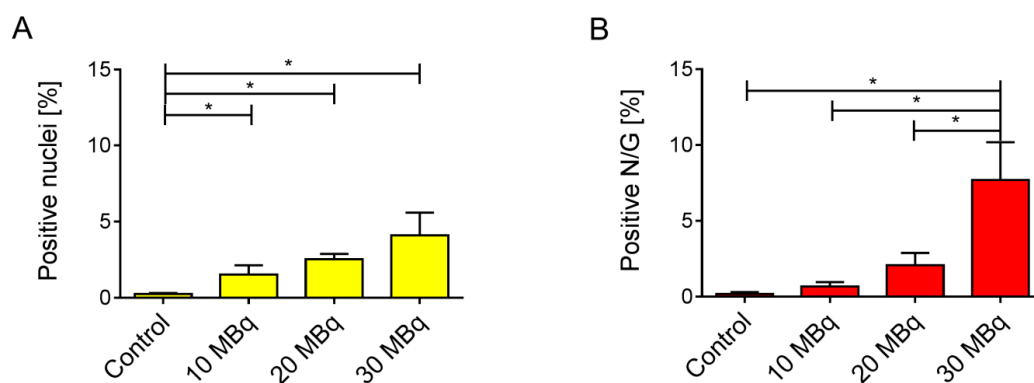 A
Positive nuclei [%]
15
10
5
0
*
*
*
Control
10 MBq
20 MBq
30 MBq
B
Positive N/G [%]
15
10
5
0
*
*
*
Control
10 MBq
20 MBq
30 MBq